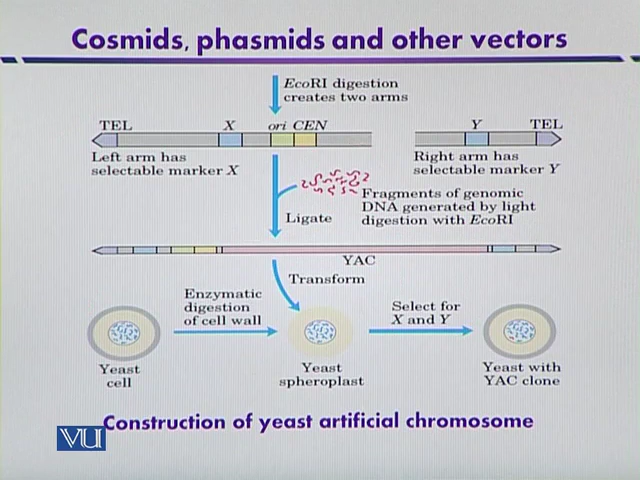 Cosmids, phasmids and other vectors
EcoRI digestion
creates two arms
TEL X ori CEN
Y TEL
Left arm has
selectable marker X
Right arm has
selectable marker Y
Fragments of genomic
DNA generated by light
digestion with EcoRI
Ligate
YAC
Transform
Enzymatic
digestion
of cell wall
Select for
X and Y
Yeast
cell
Yeast
spheroplast
Yeast with
YAC clone
Construction of yeast artificial chromosome
VU